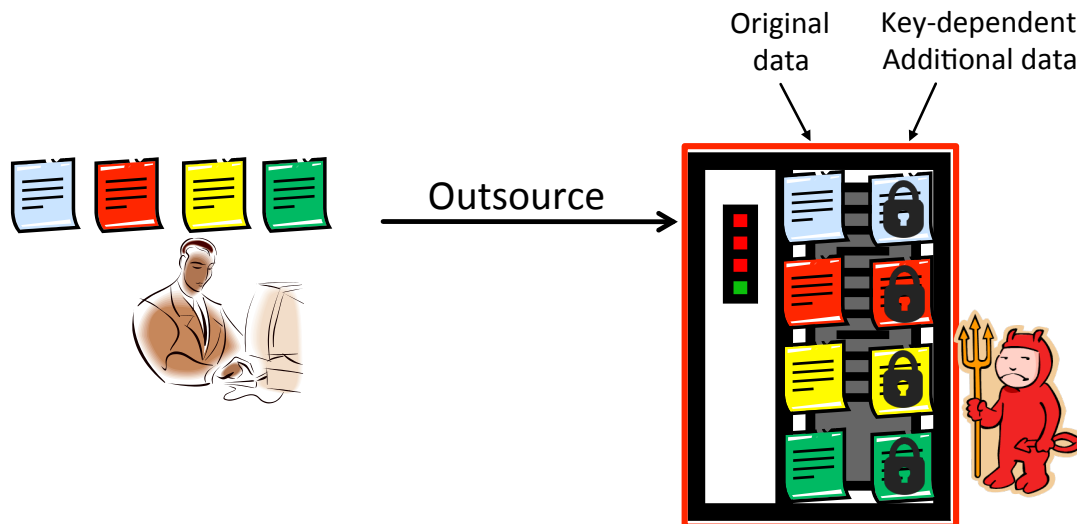 Original
data
Key-dependent
Additional data
Outsource